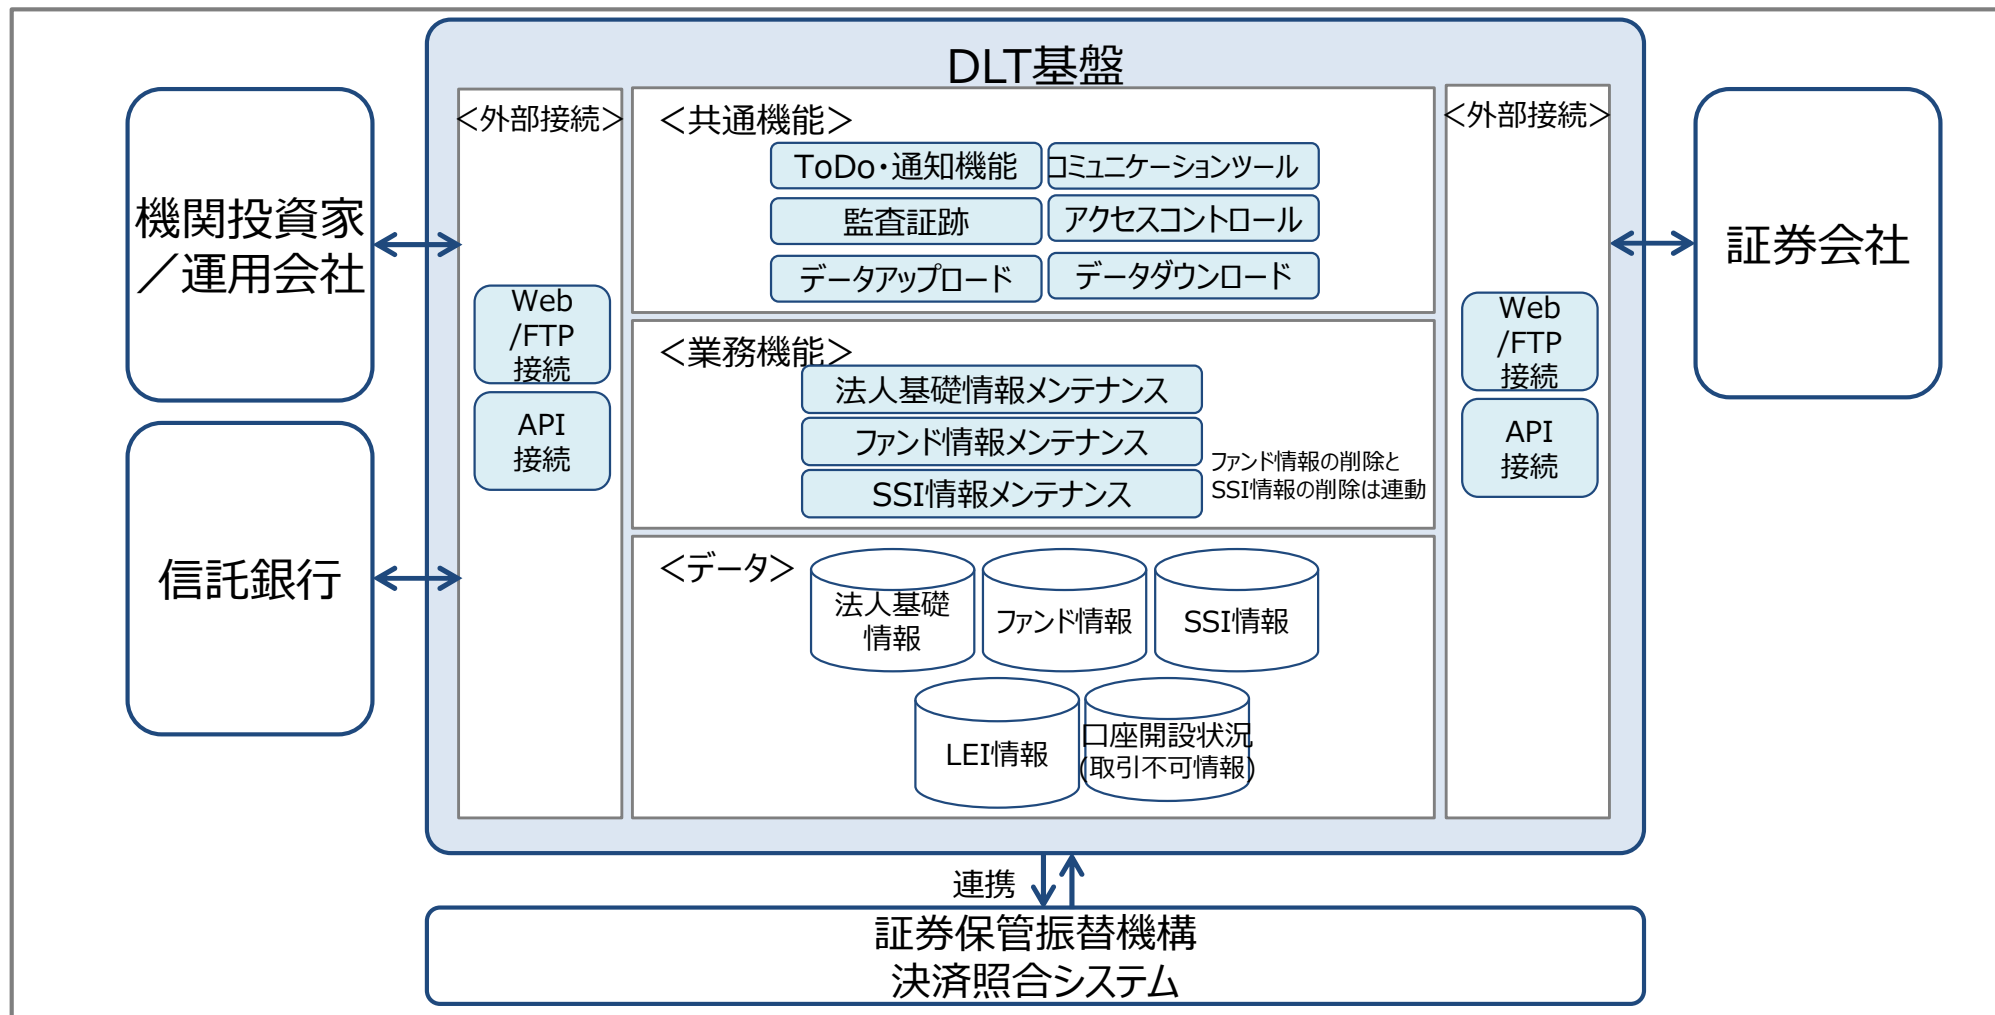 DLT基盤
機関投資家
／運用会社
信託銀行
＜外部接続＞
Web
/FTP
接続
API
接続
＜共通機能＞
ToDo・通知機能
コミュニケーションツール
監査証跡
アクセスコントロール
データアップロード
データダウンロード
＜業務機能＞
法人基礎情報メンテナンス
ファンド情報メンテナンス
SSI情報メンテナンス
ファンド情報の削除と
SSI情報の削除は連動
＜データ＞
法人基礎
情報
ファンド情報
SSI情報
LEI情報
口座開設状況
(取引不可情報)
＜外部接続＞
Web
/FTP
接続
API
接続
証券会社
連携
証券保管振替機構
決済照合システム